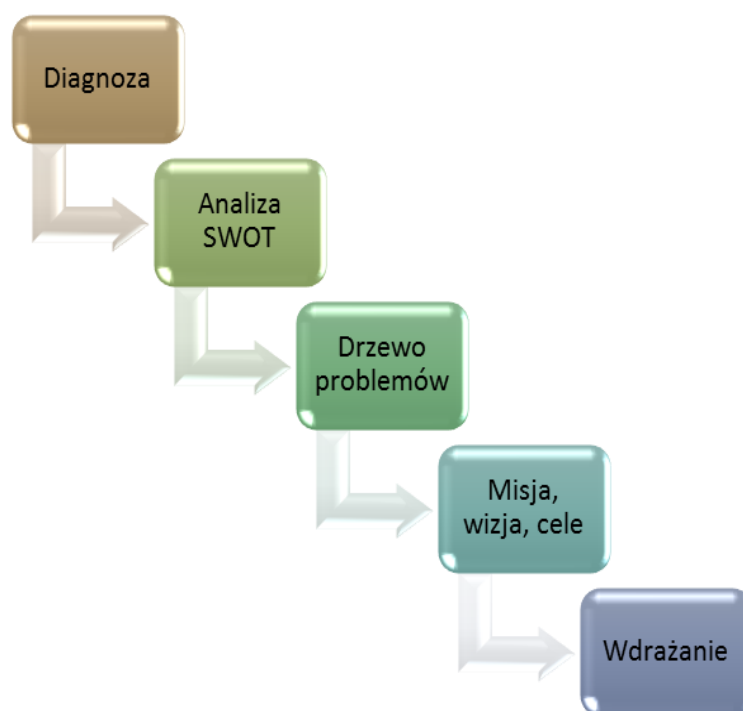 Diagnoza
Analiza
SWOT
Drzewo
problemów
Misja,
wizja, cele
Wdrażanie